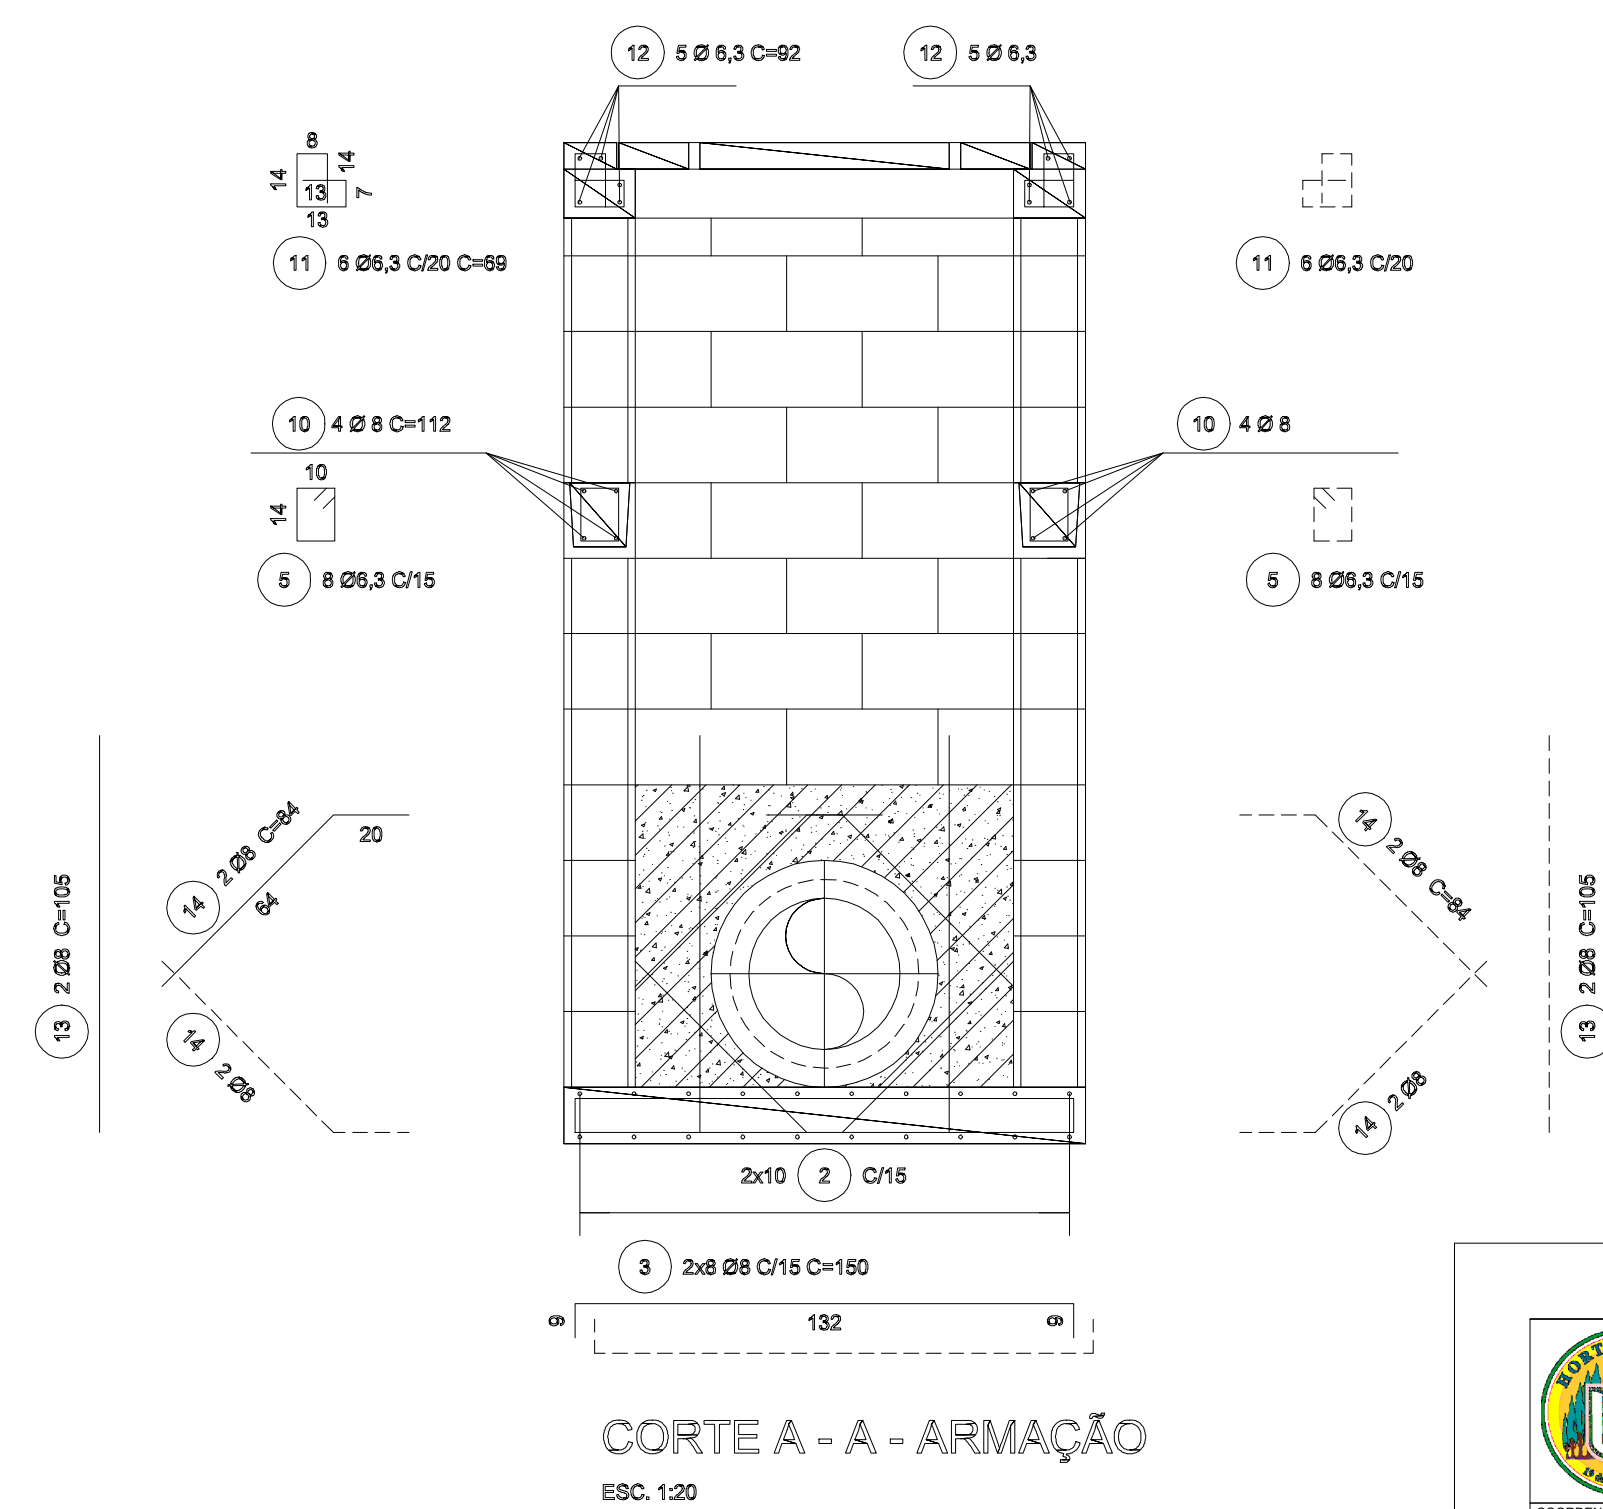 12 5 Ø 6,3 C=92
12 5 Ø 6,3
8
14
14
13
7
13
11 6 Ø6,3 C/20 C=69
11 6 Ø6,3 C/20
10 4 Ø 8 C=112
10 4 Ø 8
10
14
5 8 Ø6,3 C/15
5 8 Ø6,3 C/15
14 2 Ø8 C=84
20
64
14 2 Ø8
13 2 Ø8 C=105
14 2 Ø8 C=84
14 2 Ø8
13 2 Ø8 C=105
2x10 2 C/15
3 2x8 Ø8 C/15 C=150
9
132
9
CORTE A - A - ARMAÇÃO
ESC. 1:20
HORT